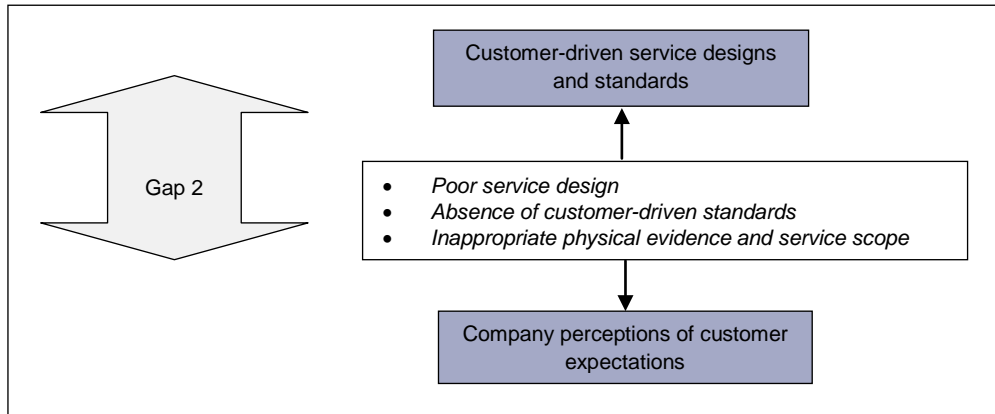 Customer-driven service designs
and standards
Gap 2
• Poor service design
• Absence of customer-driven standards
• Inappropriate physical evidence and service scope
Company perceptions of customer
expectations